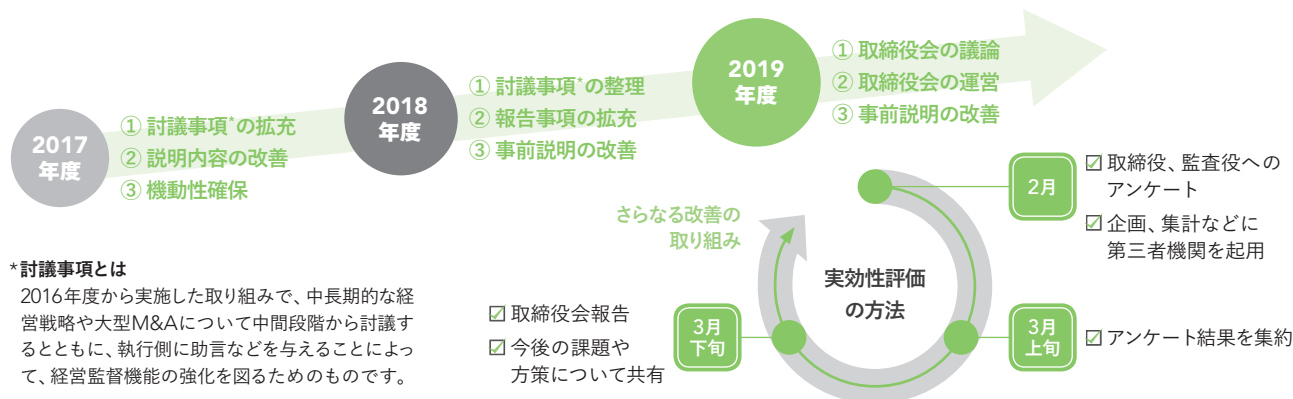 2017
年度
① 討議事項*の拡充
② 説明内容の改善
③ 機動性確保
2018
年度
① 討議事項*の整理
② 報告事項の拡充
③ 事前説明の改善
2019
年度
① 取締役会の議論
② 取締役会の運営
③ 事前説明の改善
*討議事項とは
2016年度から実施した取り組みで、中長期的な経
営戦略や大型M&Aについて中間段階から討議す
るとともに、執行側に助言などを与えることによっ
て、経営監督機能の強化を図るためのものです。
実効性評価
の方法
2月
取締役、監査役への
アンケート
企画、集計などに
第三者機関を起用
3月
上旬
アンケート結果を集約
3月
下旬
取締役会報告
今後の課題や
方策について共有
さらなる改善の
取り組み